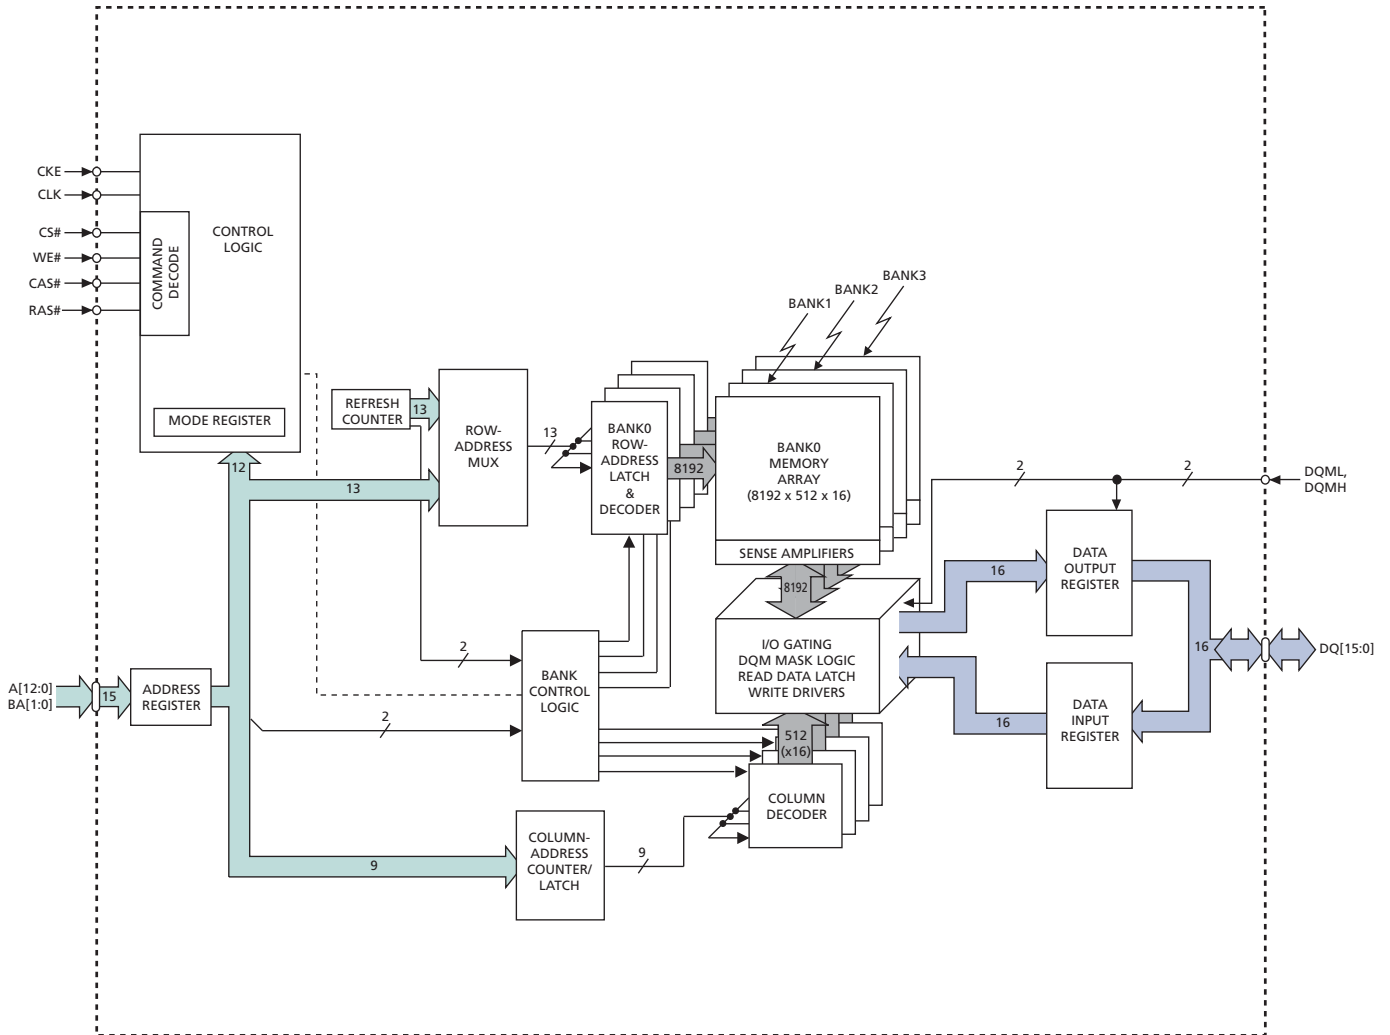 CKE
CLK
CS#
WE#
CAS#
RAS#
COMMAND
DECODE
CONTROL
LOGIC
MODE REGISTER
12
REFRESH
COUNTER
13
13
ROW-
ADDRESS
MUX
13
BANK0
ROW-
ADDRESS
LATCH
&
DECODER
8192
BANK1
BANK2
BANK3
BANK0
MEMORY
ARRAY
(8192 x 512 x 16)
SENSE AMPLIFIERS
8192
I/O GATING
DQM MASK LOGIC
READ DATA LATCH
WRITE DRIVERS
2
2
DQML,
DQMH
16
DATA
OUTPUT
REGISTER
16
DQ[15:0]
16
DATA
INPUT
REGISTER
A[12:0]
BA[1:0]
15
ADDRESS
REGISTER
2
2
BANK
CONTROL
LOGIC
512
(x16)
COLUMN
DECODER
9
COLUMN-
ADDRESS
COUNTER/
LATCH
9